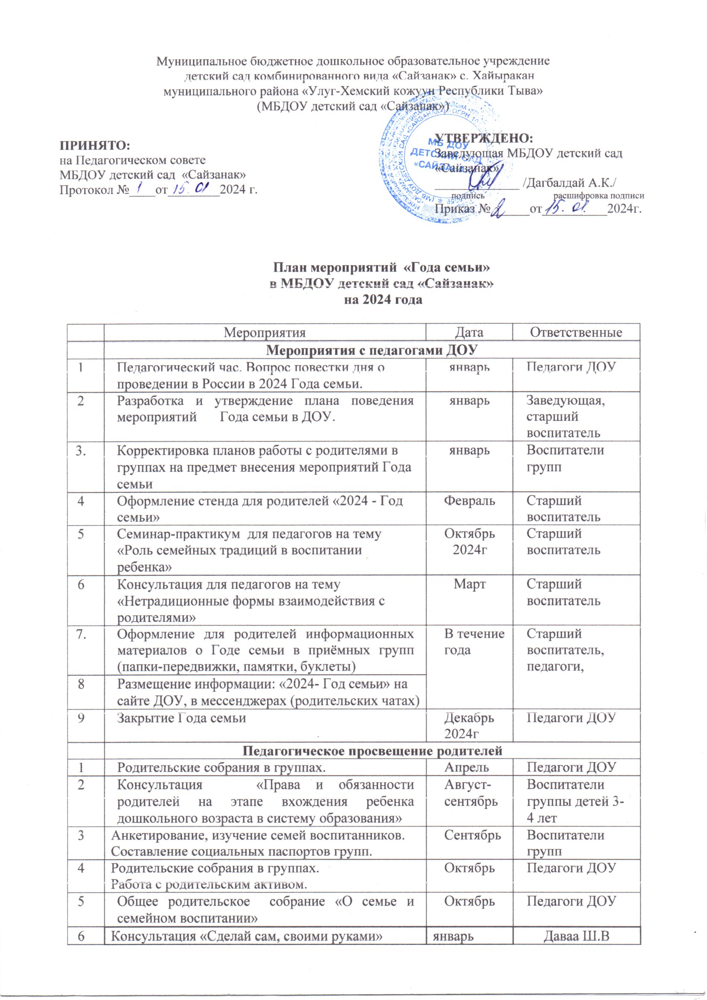 Муниципальное бюджетное дошкольное образовательное учреждение
детский сад комбинированного вида «Сайзанак» с. Хайыракан
муниципального района «Улуг-Хемский кожуун Республики Тыва»
(МБДОУ детский сад «Сайзанак»)
ПРИНЯТО:
на Педагогическом совете
МБДОУ детский сад «Сайзанак»
Протокол № 1 от 15. 01 2024 г.
УТВЕРЖДЕНО:
Заведующая МБДОУ детский сад
«Сайзанак»
/Дагбалдай А.К./
подпись расшифровка подписи
Приказ № 2 от 15. 01. 2024г.
МБ ДОУ
ДЕТСКИЙ САД
«САЙЗАНАК»
План мероприятий «Года семьи»
в МБДОУ детский сад «Сайзанак»
на 2024 года
Мероприятия Дата Ответственные
Мероприятия с педагогами ДОУ
1 Педагогический час. Вопрос повестки дня о январь Педагоги ДОУ
проведении в России в 2024 Года семьи.
2 Разработка и утверждение плана поведения январь Заведующая,
мероприятий Года семьи в ДОУ. старший
воспитатель
3. Корректировка планов работы с родителями в январь Воспитатели
группах на предмет внесения мероприятий Года групп
семьи
4 Оформление стенда для родителей «2024 - Год Февраль Старший
семьи» воспитатель
5 Семинар-практикум для педагогов на тему Октябрь Старший
«Роль семейных традиций в воспитании 2024г воспитатель
ребенка»
6 Консультация для педагогов на тему Март Старший
«Нетрадиционные формы взаимодействия с воспитатель
родителями»
7. Оформление для родителей информационных В течение Старший
материалов о Годе семьи в приёмных групп года воспитатель,
(папки-передвижки, памятки, буклеты) педагоги,
8 Размещение информации: «2024- Год семьи» на
сайте ДОУ, в мессенджерах (родительских чатах)
9 Закрытие Года семьи Декабрь Педагоги ДОУ
2024г
Педагогическое просвещение родителей
1 Родительские собрания в группах. Апрель Педагоги ДОУ
2 Консультация «Права и обязанности Август- Воспитатели
родителей на этапе вхождения ребенка сентябрь группы детей 3-
дошкольного возраста в систему образования» 4 лет
3 Анкетирование, изучение семей воспитанников. Сентябрь Воспитатели
Составление социальных паспортов групп. групп
4 Родительские собрания в группах. Октябрь Педагоги ДОУ
Работа с родительским активом.
5 Общее родительское собрание «О семье и Октябрь Педагоги ДОУ
семейном воспитании»
6 Консультация «Сделай сам, своими руками» январь Даваа Ш.В